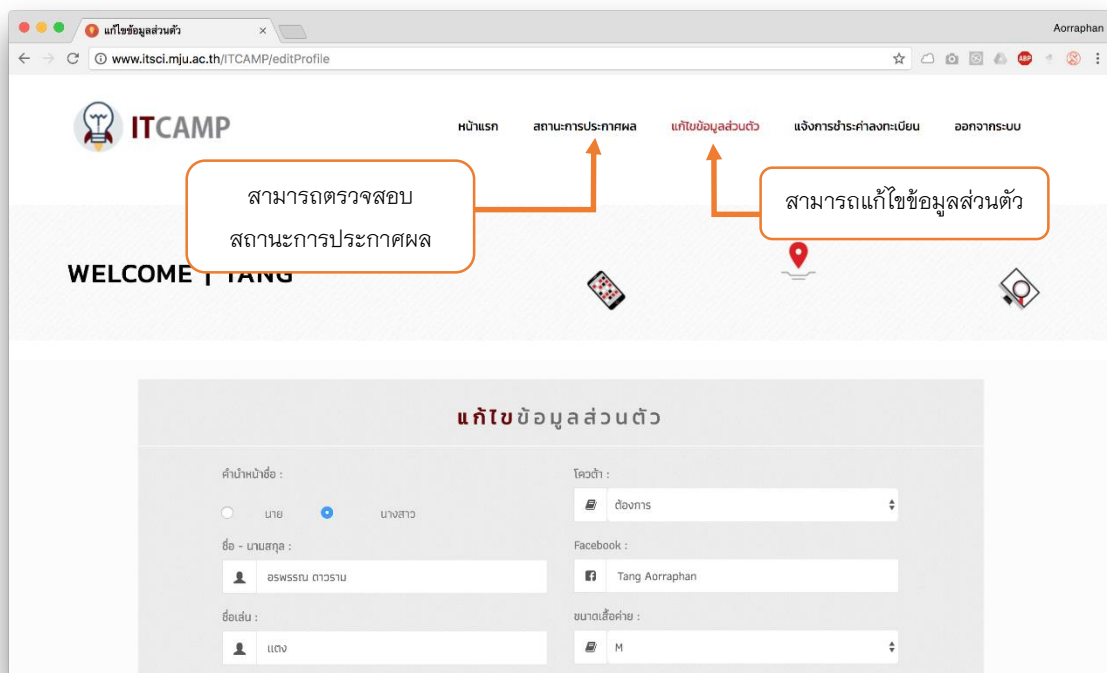 แก้ไขข้อมูลส่วนตัว
Aorraphan
www.itsci.mju.ac.th/ITCAMP/editProfile
ABP
ITCAMP
หน้าแรก สถานะการประกาศผล แก้ไขข้อมูลส่วนตัว แจ้งการชำระค่าลงทะเบียน ออกจากระบบ
สามารถตรวจสอบ
สถานะการประกาศผล
สามารถแก้ไขข้อมูลส่วนตัว
WELCOME | TANG
แก้ไขข้อมูลส่วนตัว
คำนำหน้าชื่อ :
นาย นางสาว
โควต้า :
ต้องการ
ชื่อ - นามสกุล :
อรพรรณ ดาวราม
Facebook :
Tang Aorraphan
ชื่อเล่น :
แตง
ขนาดเสื้อค่าย :
M